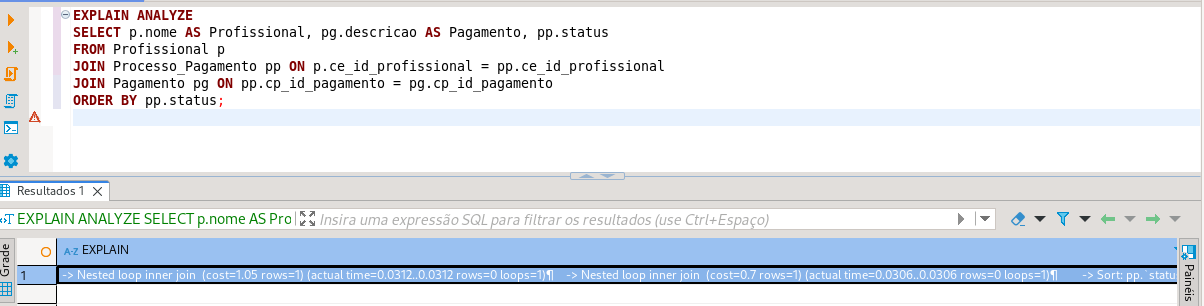 EXPLAIN ANALYZE
SELECT p.nome AS Profissional, pg.descricao AS Pagamento, pp.status
FROM Profissional p
JOIN Processo_Pagamento pp ON p.ce_id_profissional = pp.ce_id_profissional
JOIN Pagamento pg ON pp.cp_id_pagamento = pg.cp_id_pagamento
ORDER BY pp.status;
Resultados 1
EXPLAIN ANALYZE SELECT p.nome AS Pro
Insira uma expressão SQL para filtrar os resultados (use Ctrl+Espaço)
Grade
A-Z EXPLAIN
1
-> Nested loop inner join (cost=1.05 rows=1) (actual time=0.0312..0.0312 rows=0 loops=1)¶ -> Nested loop inner join (cost=0.7 rows=1) (actual time=0.0306..0.0306 rows=0 loops=1)¶ -> Sort: pp.`statu
Painéis